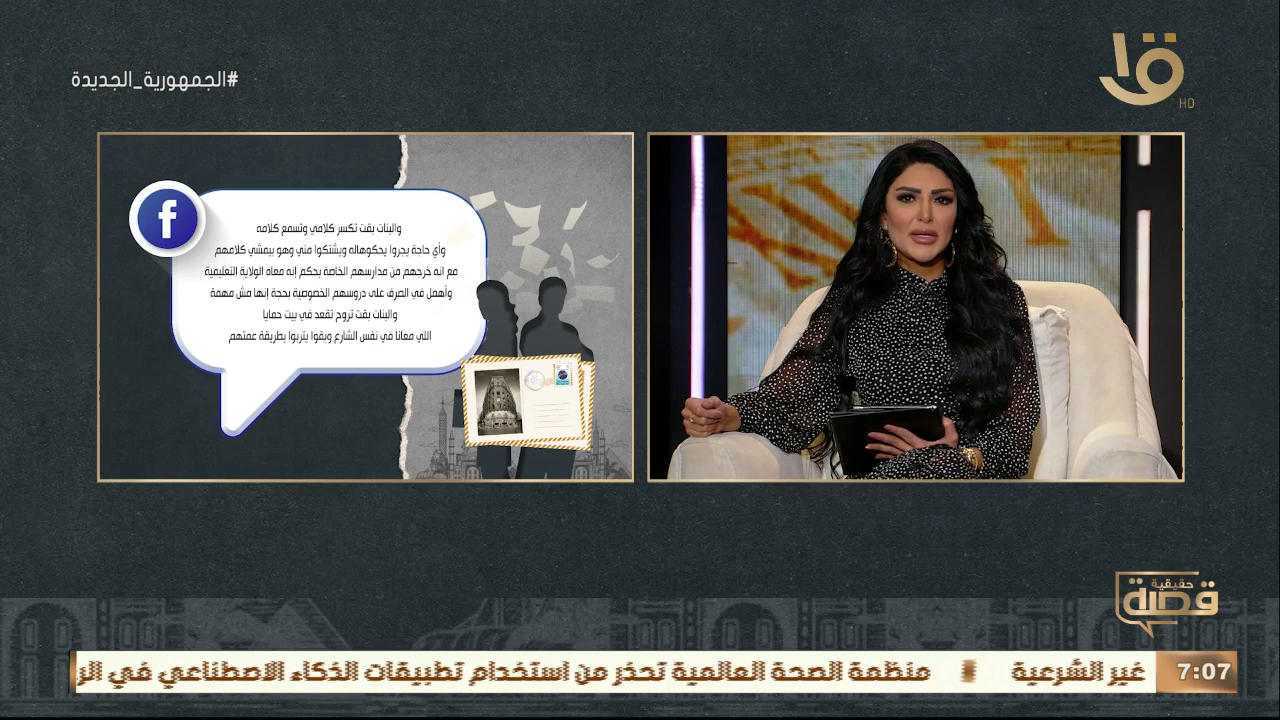 #الجمهورية_الجديدة
HD
والبنات بقت تكسر كلامي وتسمع كلامه
وأي حاجة يجروا يحكوهاله ويشتكوا مني وهو بيمشي كلامهم
مع انه خرجهم من مدارسهم الخاصة بحكم إنه معاه الولاية التعليمية
وأهمل في الصرف على دروسهم الخصوصية بحجة إنها مش مهمة
والبنات بقت تروح تقعد في بيت حمايا
اللي معانا في نفس الشارع وبقوا يتربوا بطريقة عمتهم
قصة حقيقية
7:07 غير الشرعية منظمة الصحة العالمية تحذر من استخدام تطبيقات الذكاء الاصطناعي في